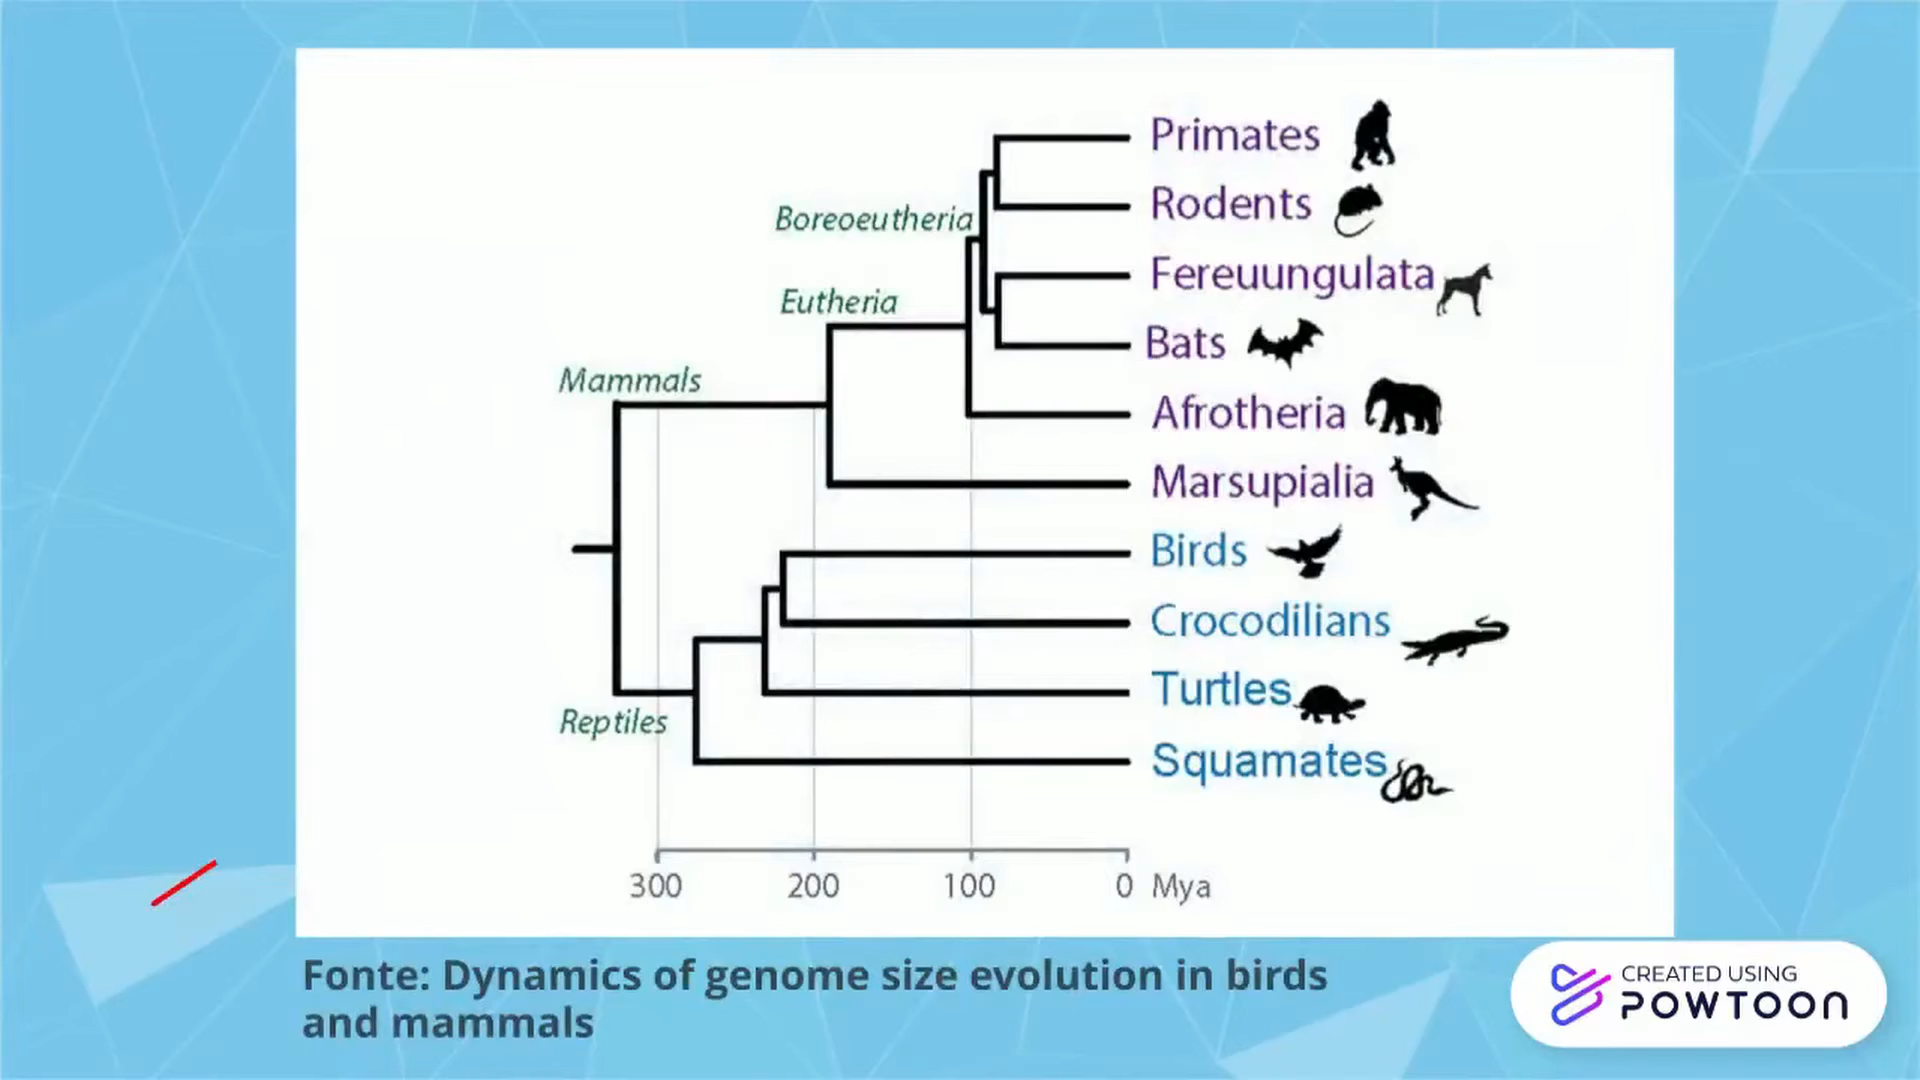 Primates
Rodents
Boreoeutheria
Fereuungulata
Eutheria
Bats
Mammals
Afrotheria
Marsupialia
Birds
Crocodilians
Turtles
Reptiles
Squamates
300 200 100 0 Mya
Fonte: Dynamics of genome size evolution in birds
and mammals
CREATED USING
POWTOON